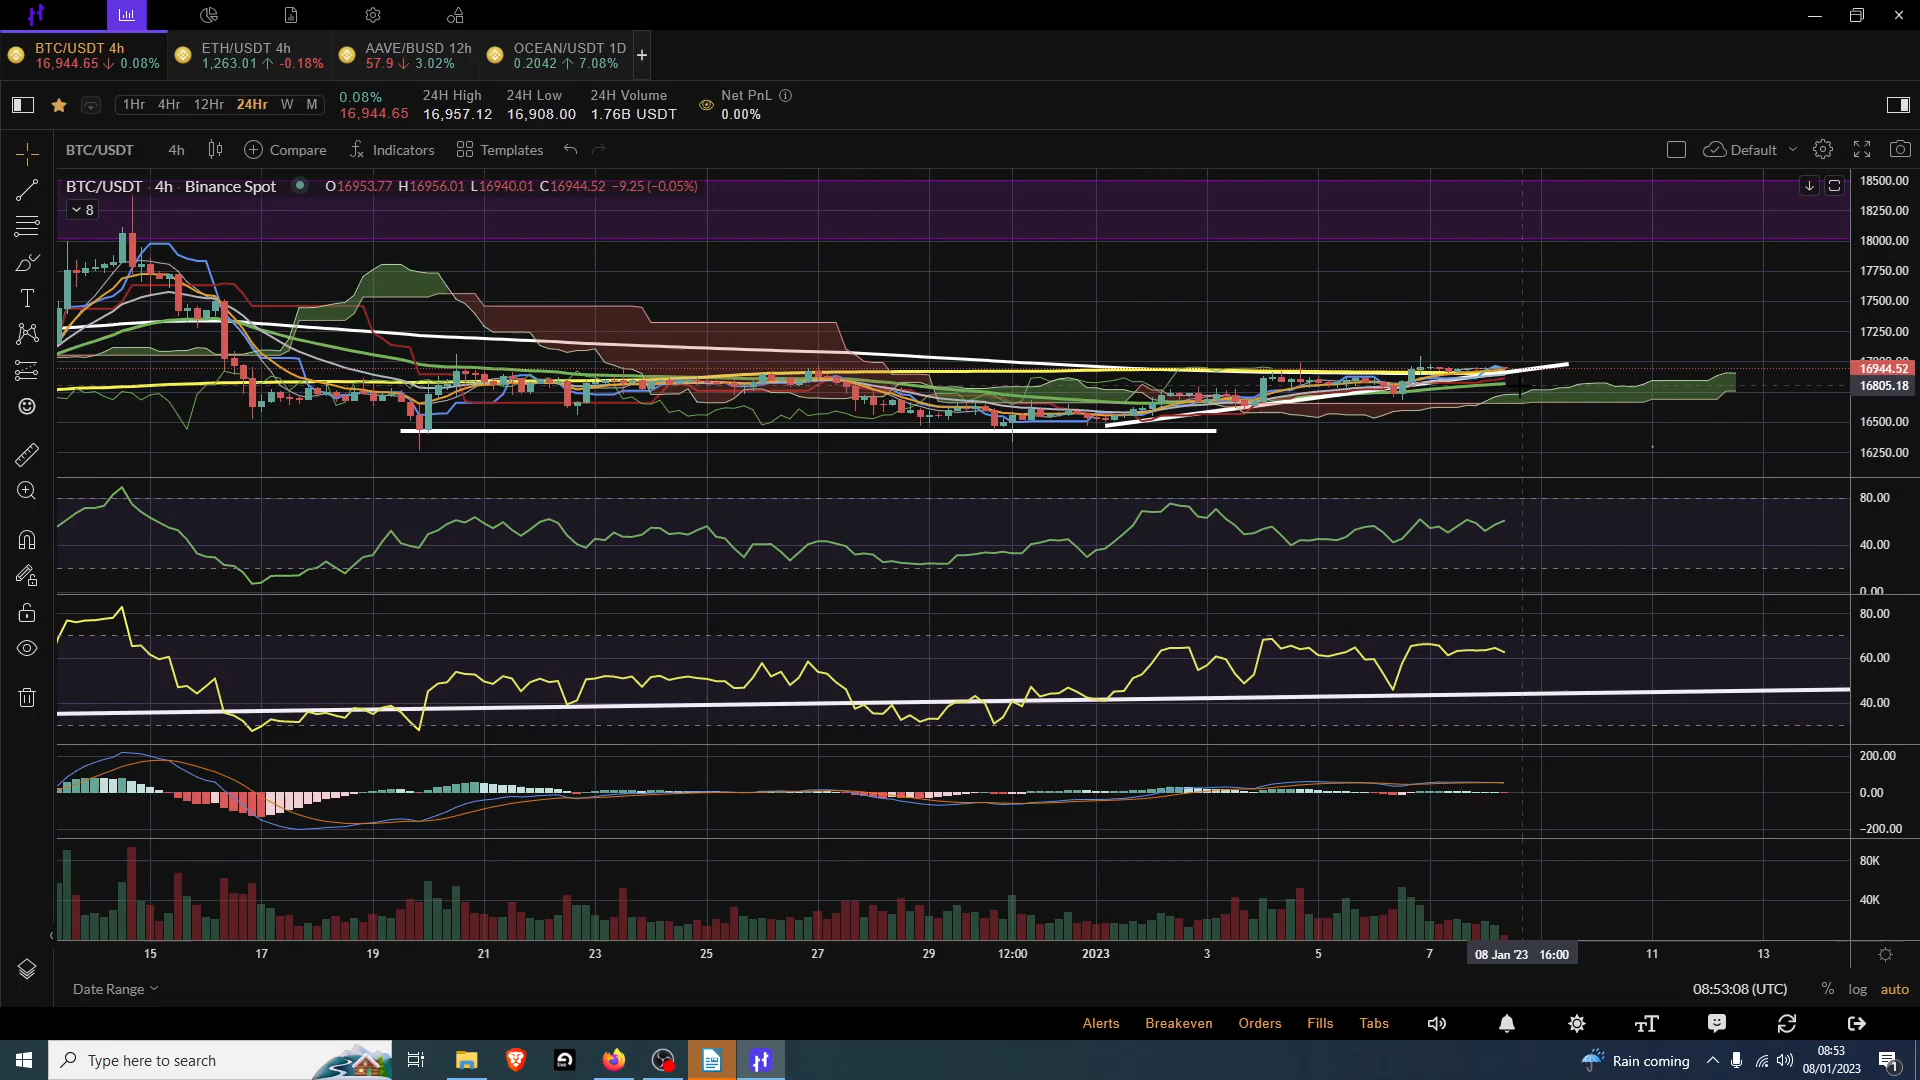 BTC/USDT 4h
16,944.65 ↓ 0.08%
ETH/USDT 4h
1,263.01 ↑ -0.18%
AAVE/BUSD 12h
57.9 ↓ 3.02%
OCEAN/USDT 1D
0.2042 ↑ 7.08%
+
1Hr 4Hr 12Hr 24Hr W M
0.08%
16,944.65
24H High
16,957.12
24H Low
16,908.00
24H Volume
1.76B USDT
Net PnL
0.00%
BTC/USDT 4h Compare Indicators Templates Default
BTC/USDT · 4h · Binance Spot O16953.77 H16956.01 L16940.01 C16944.52 −9.25 (−0.05%)
8
18500.00
18250.00
18000.00
17750.00
17500.00
17250.00
17000.00
16944.52
16805.18
16500.00
16250.00
80.00
40.00
0.00
80.00
60.00
40.00
200.00
0.00
−200.00
80K
40K
15 17 19 21 23 25 27 29 12:00 2023 3 5 7 08 Jan '23 16:00 11 13
Date Range 08:53:08 (UTC) % log auto
Alerts Breakeven Orders Fills Tabs
Type here to search
Rain coming
08:53
08/01/2023
1